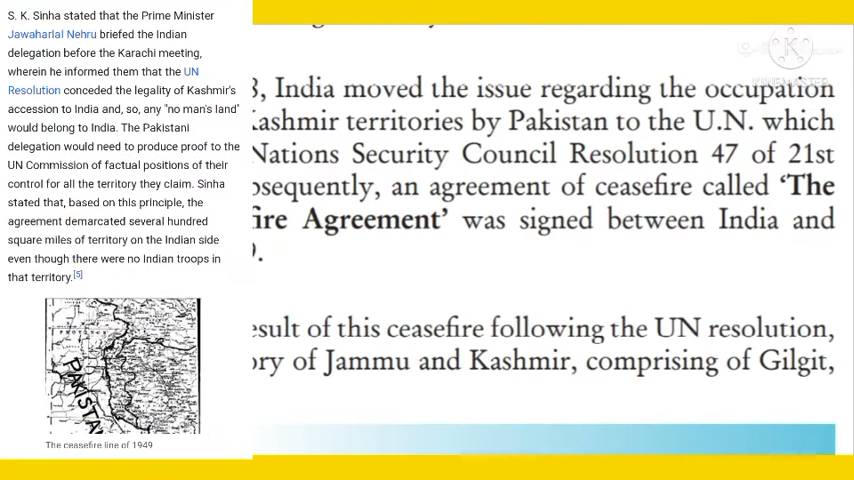 S. K. Sinha stated that the Prime Minister
Jawaharlal Nehru briefed the Indian
delegation before the Karachi meeting,
wherein he informed them that the UN
Resolution conceded the legality of Kashmir's
accession to India and, so, any "no man's land"
would belong to India. The Pakistani
delegation would need to produce proof to the
UN Commission of factual positions of their
control for all the territory they claim. Sinha
stated that, based on this principle, the
agreement demarcated several hundred
square miles of territory on the Indian side
even though there were no Indian troops in
that territory.[5]
PAKISTA
The ceasefire line of 1949
, India moved the issue regarding the occupation
Kashmir territories by Pakistan to the U.N. which
Nations Security Council Resolution 47 of 21st
bsequently, an agreement of ceasefire called ‘The
fire Agreement’ was signed between India and
esult of this ceasefire following the UN resolution,
ory of Jammu and Kashmir, comprising of Gilgit,
K
KINEMASTER